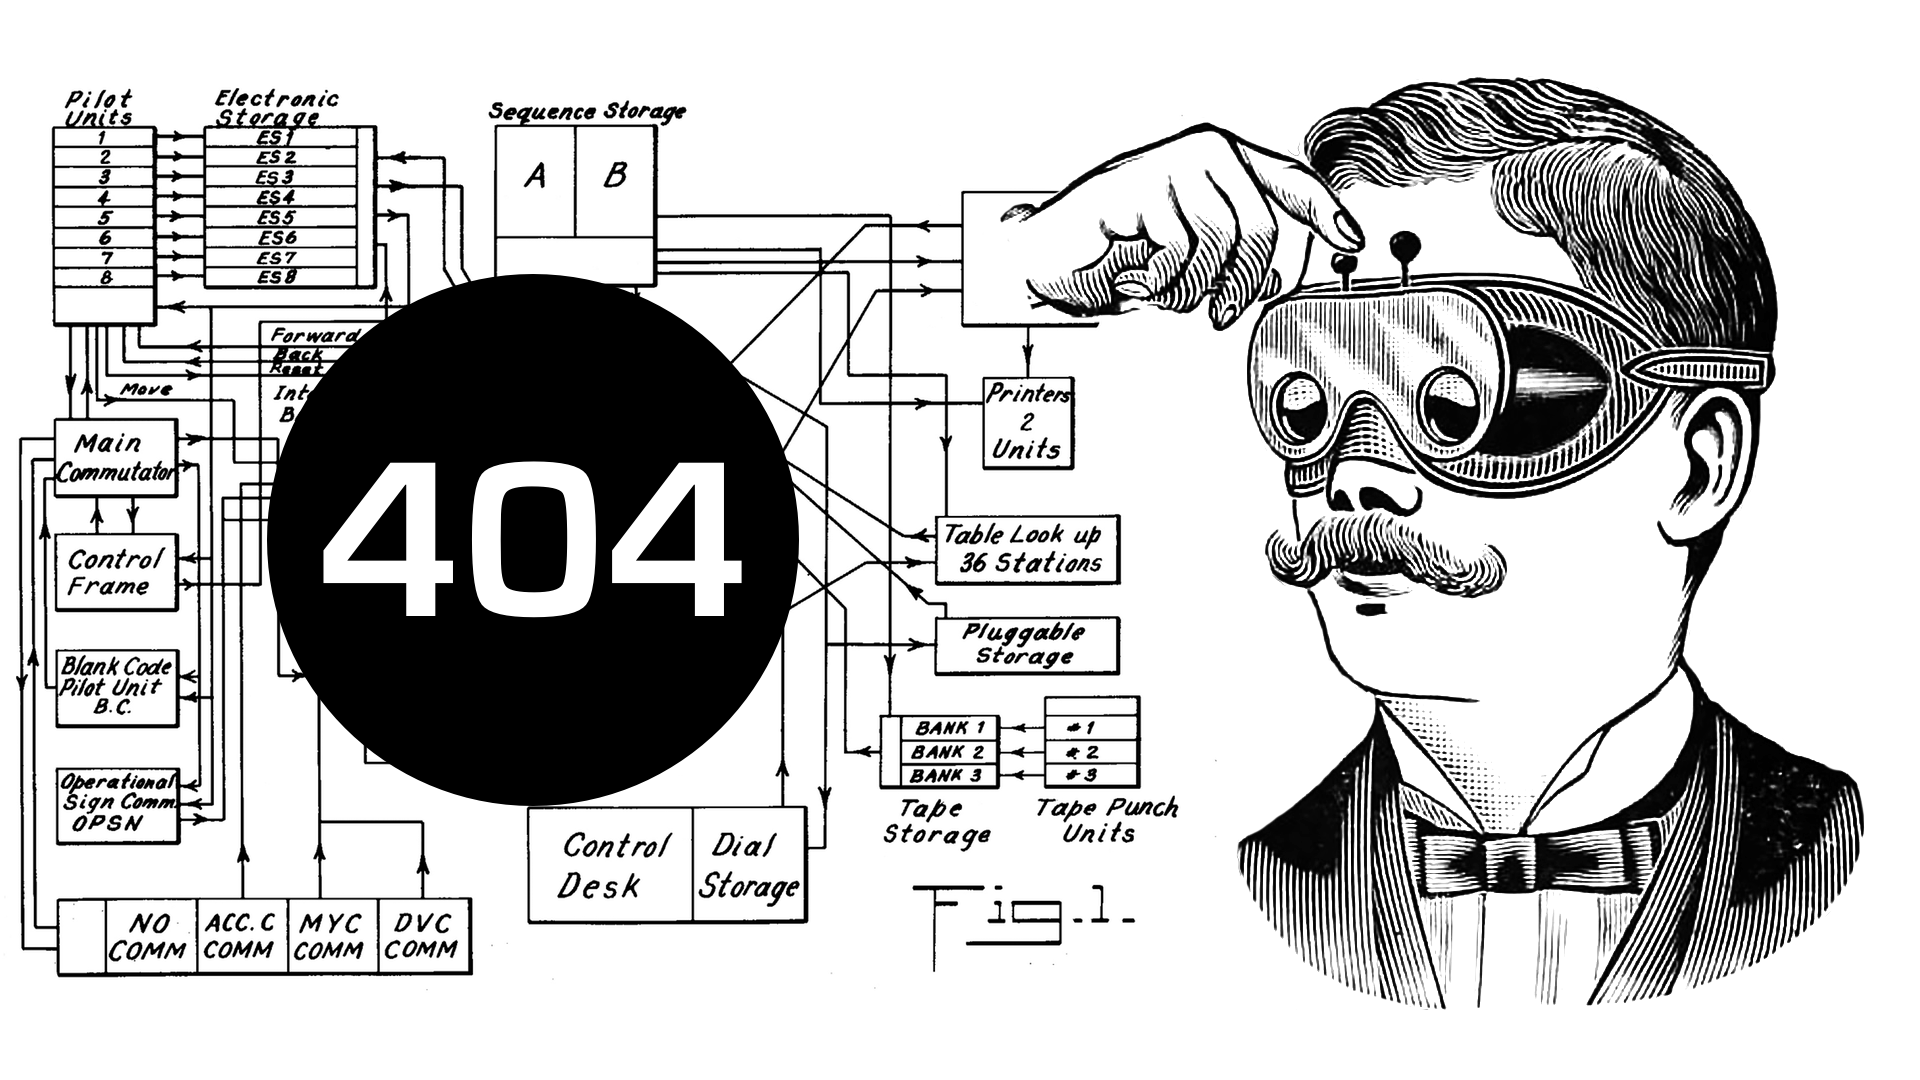 Pilot
Units
1
2
3
4
5
6
7
8
Electronic
Storage
ES1
ES2
ES3
ES4
ES5
ES6
ES7
ES8
Sequence Storage
A
B
Forward
Back
Reset
Move
404
Main
Commutator
Control
Frame
Blank Code
Pilot Unit
B.C.
Operational
Sign Comm.
OPSN
NO
COMM
ACC. C
COMM
MYC
COMM
DVC
COMM
Control
Desk
Dial
Storage
Printers
2
Units
Table Look up
36 Stations
Pluggable
Storage
BANK 1
BANK 2
BANK 3
#1
#2
#3
Tape
Storage
Tape Punch
Units
Fig. 1.